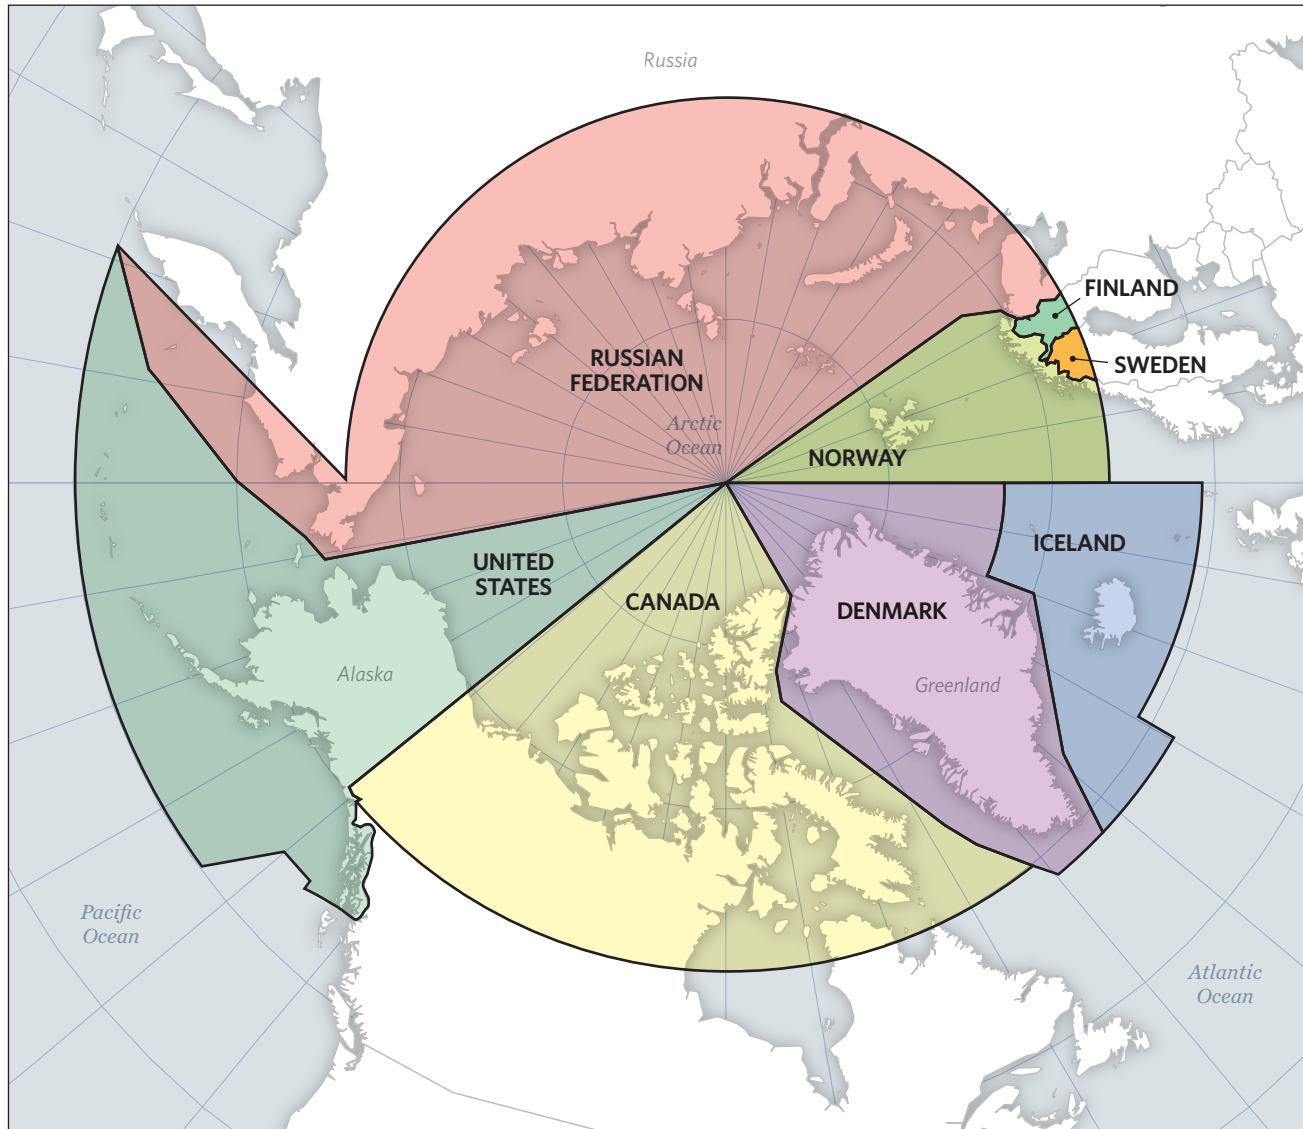 Russia
FINLAND
SWEDEN
RUSSIAN
FEDERATION
Arctic
Ocean
NORWAY
ICELAND
UNITED
STATES
CANADA
DENMARK
Alaska
Greenland
Pacific
Ocean
Atlantic
Ocean